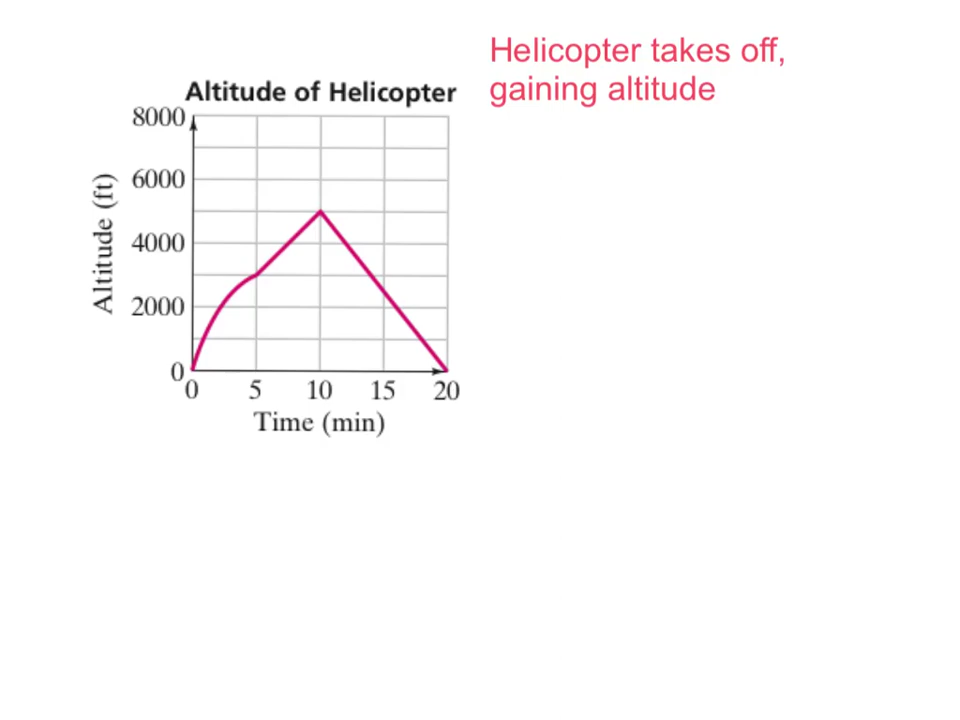 Helicopter takes off,
gaining altitude
Altitude of Helicopter
8000
6000
4000
2000
0
Altitude (ft)
0 5 10 15 20
Time (min)